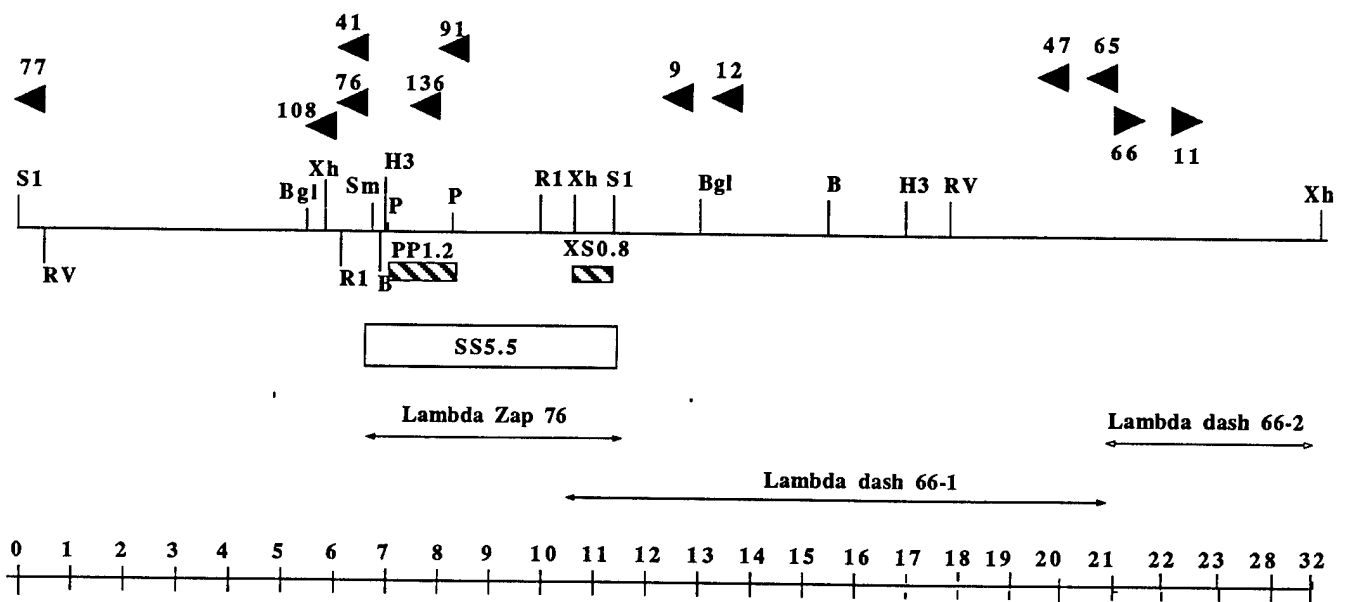 41 91
77
76 136
108
9 12
47 65
66 11
S1 Bgl Xh Sm H3 P P R1 Xh S1 Bgl B H3 RV Xh
RV R1 B PP1.2 XS0.8
SS5.5
Lambda Zap 76
Lambda dash 66-2
Lambda dash 66-1
0 1 2 3 4 5 6 7 8 9 10 11 12 13 14 15 16 17 18 19 20 21 22 23 28 32